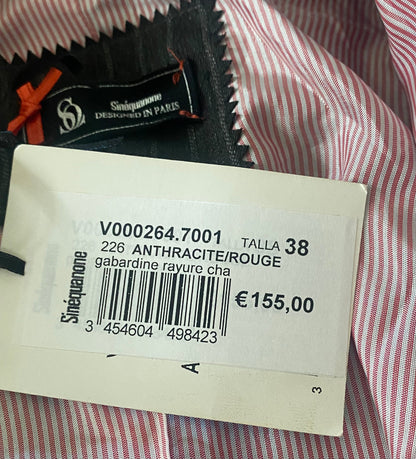 Sinéquanone
DESIGNED IN PARIS
V000264.7001 TALLA 38
226 ANTHRACITE/ROUGE
gabardine rayure cha
Sinéquanone
€ 155,00
3 454604 498423
A
3